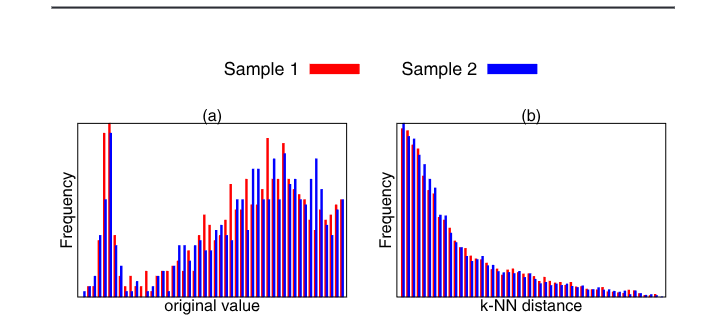 Sample 1 Sample 2
(a) (b)
Frequency Frequency
original value k-NN distance